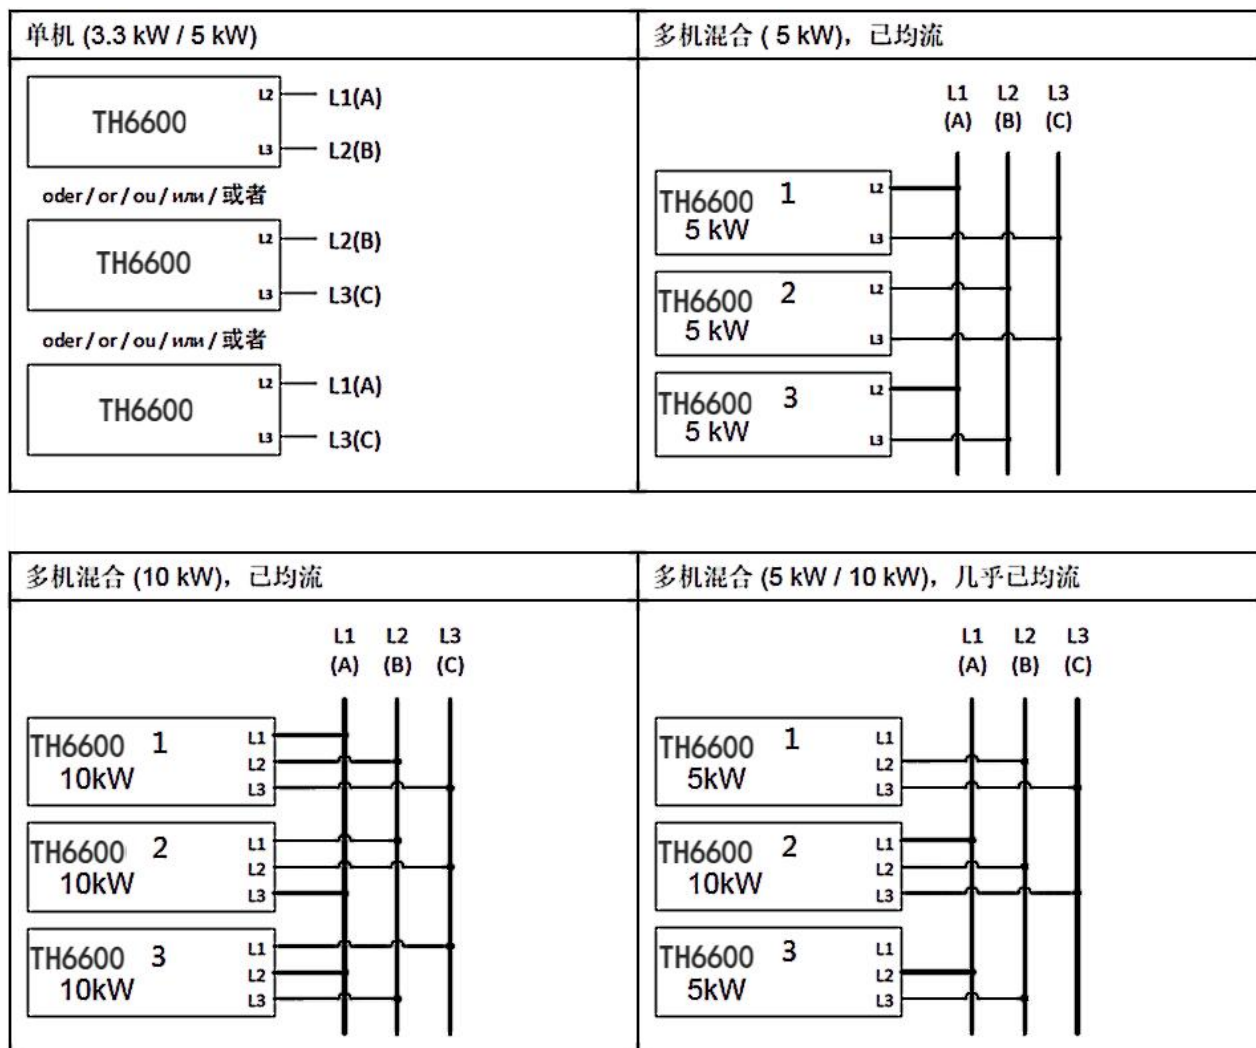 单机 (3.3 kW / 5 kW)
L2
L1(A)
TH6600
L3
L2(B)
oder / or / ou / или / 或者
L2
L2(B)
TH6600
L3
L3(C)
oder / or / ou / или / 或者
L2
L1(A)
TH6600
L3
L3(C)
多机混合 ( 5 kW)，已均流
L1 L2 L3
(A) (B) (C)
TH6600 1 L2
5 kW L3
TH6600 2 L2
5 kW L3
TH6600 3 L2
5 kW L3
多机混合 (10 kW)，已均流
L1 L2 L3
(A) (B) (C)
L1
TH6600 1
L2
10kW
L3
L1
TH6600 2
L2
10kW
L3
L1
TH6600 3
L2
10kW
L3
多机混合 (5 kW / 10 kW)，几乎已均流
L1 L2 L3
(A) (B) (C)
L1
TH6600 1
L2
5kW
L3
L1
TH6600 2
L2
10kW
L3
L1
TH6600 3
L2
5kW
L3